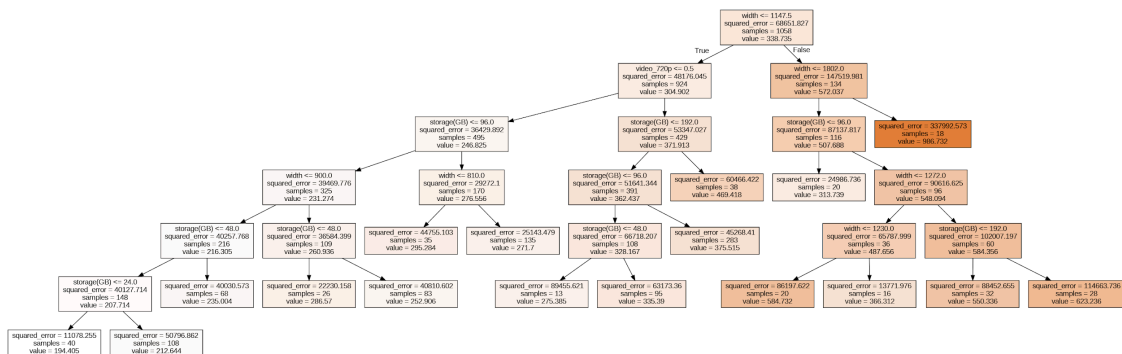 width <= 1147.5
squared_error = 68651.827
samples = 1058
value = 338.735
True
False
video_720p <= 0.5
squared_error = 48176.045
samples = 924
value = 304.902
width <= 1802.0
squared_error = 147519.981
samples = 134
value = 572.037
storage(GB) <= 96.0
squared_error = 36429.892
samples = 495
value = 246.825
storage(GB) <= 192.0
squared_error = 53347.027
samples = 429
value = 371.913
storage(GB) <= 96.0
squared_error = 87137.817
samples = 116
value = 507.688
squared_error = 337992.573
samples = 18
value = 986.732
width <= 900.0
squared_error = 39469.776
samples = 325
value = 231.274
width <= 810.0
squared_error = 29272.1
samples = 170
value = 276.556
storage(GB) <= 96.0
squared_error = 51641.344
samples = 391
value = 362.437
squared_error = 60466.422
samples = 38
value = 469.418
squared_error = 24986.736
samples = 20
value = 313.739
width <= 1272.0
squared_error = 90616.625
samples = 96
value = 548.094
storage(GB) <= 48.0
squared_error = 40257.768
samples = 216
value = 216.305
storage(GB) <= 48.0
squared_error = 36584.399
samples = 109
value = 260.936
squared_error = 44755.103
samples = 35
value = 295.284
squared_error = 25143.479
samples = 135
value = 271.7
storage(GB) <= 48.0
squared_error = 66718.207
samples = 108
value = 328.167
squared_error = 45268.41
samples = 283
value = 375.515
width <= 1230.0
squared_error = 65787.999
samples = 36
value = 487.656
storage(GB) <= 192.0
squared_error = 102007.197
samples = 60
value = 584.356
storage(GB) <= 24.0
squared_error = 40127.714
samples = 148
value = 207.714
squared_error = 40030.573
samples = 68
value = 235.004
squared_error = 22230.158
samples = 26
value = 286.57
squared_error = 40810.602
samples = 83
value = 252.906
squared_error = 89455.621
samples = 13
value = 275.385
squared_error = 63173.36
samples = 95
value = 335.39
squared_error = 86197.622
samples = 20
value = 584.732
squared_error = 13771.976
samples = 16
value = 366.312
squared_error = 88452.655
samples = 32
value = 550.336
squared_error = 114663.736
samples = 28
value = 623.236
squared_error = 11078.255
samples = 40
value = 194.405
squared_error = 50796.862
samples = 108
value = 212.644